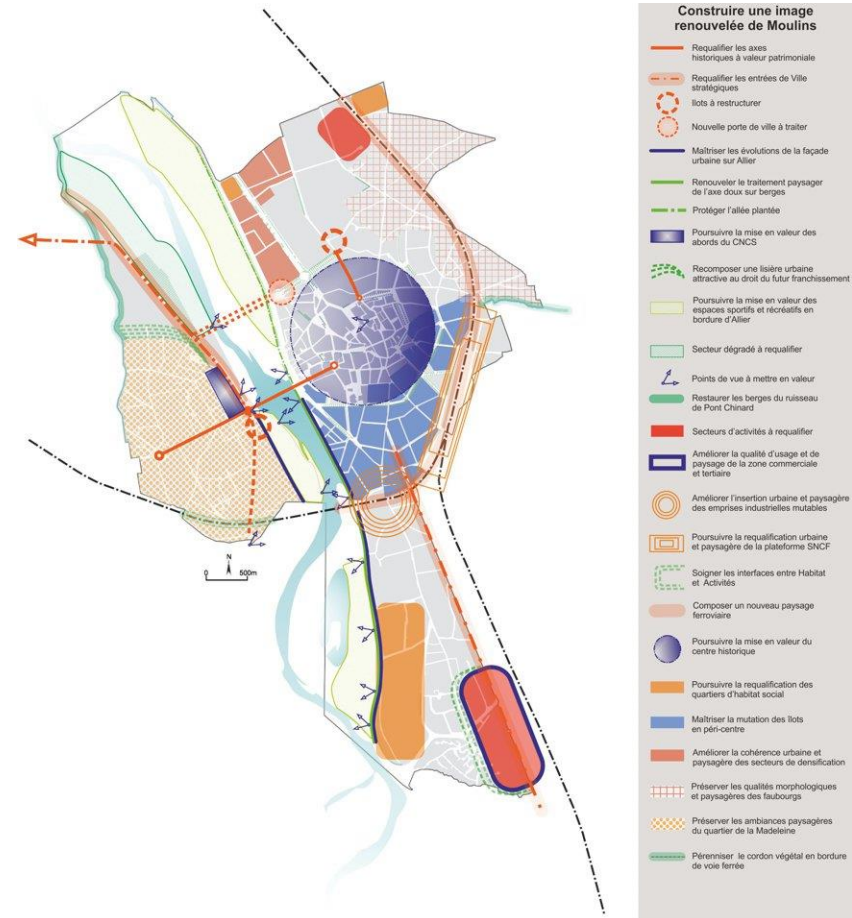 Construire une image
renouvelée de Moulins
Requalifier les axes
historiques à valeur patrimoniale
Requalifier les entrées de Ville
stratégiques
Ilots à restructurer
Nouvelle porte de ville à traiter
Maîtriser les évolutions de la façade
urbaine sur Allier
Renouveler le traitement paysager
de l'axe doux sur berges
Protéger l'allée plantée
Poursuivre la mise en valeur des
abords du CNCS
Recomposer une lisière urbaine
attractive au droit du futur franchissement
Poursuivre la mise en valeur des
espaces sportifs et récréatifs en
bordure d'Allier
Secteur dégradé à requalifier
Points de vue à mettre en valeur
Restaurer les berges du ruisseau
de Pont Chinard
Secteurs d'activités à requalifier
Améliorer la qualité d'usage et de
paysage de la zone commerciale
et tertiaire
Améliorer l'insertion urbaine et paysagère
des emprises industrielles mutables
Poursuivre la requalification urbaine
et paysagère de la plateforme SNCF
Soigner les interfaces entre Habitat
et Activités
Composer un nouveau paysage
ferroviaire
Poursuivre la mise en valeur du
centre historique
Poursuivre la requalification des
quartiers d'habitat social
Maîtriser la mutation des îlots
en péri-centre
Améliorer la cohérence urbaine et
paysagère des secteurs de densification
Préserver les qualités morphologiques
et paysagères des faubourgs
Préserver les ambiances paysagères
du quartier de la Madeleine
Pérenniser le cordon végétal en bordure
de voie ferrée
N
0 500m